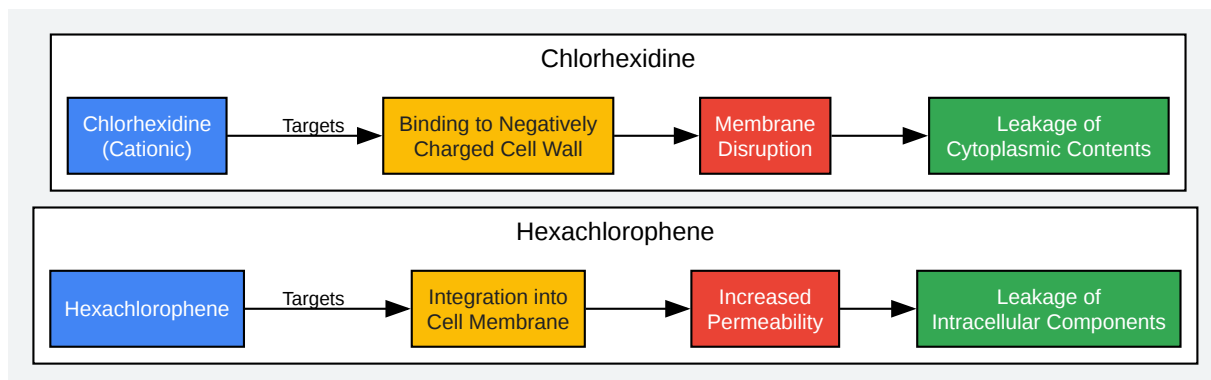 Chlorhexidine
Chlorhexidine
(Cationic)
Targets
Binding to Negatively
Charged Cell Wall
Membrane
Disruption
Leakage of
Cytoplasmic Contents
Hexachlorophene
Hexachlorophene
Targets
Integration into
Cell Membrane
Increased
Permeability
Leakage of
Intracellular Components